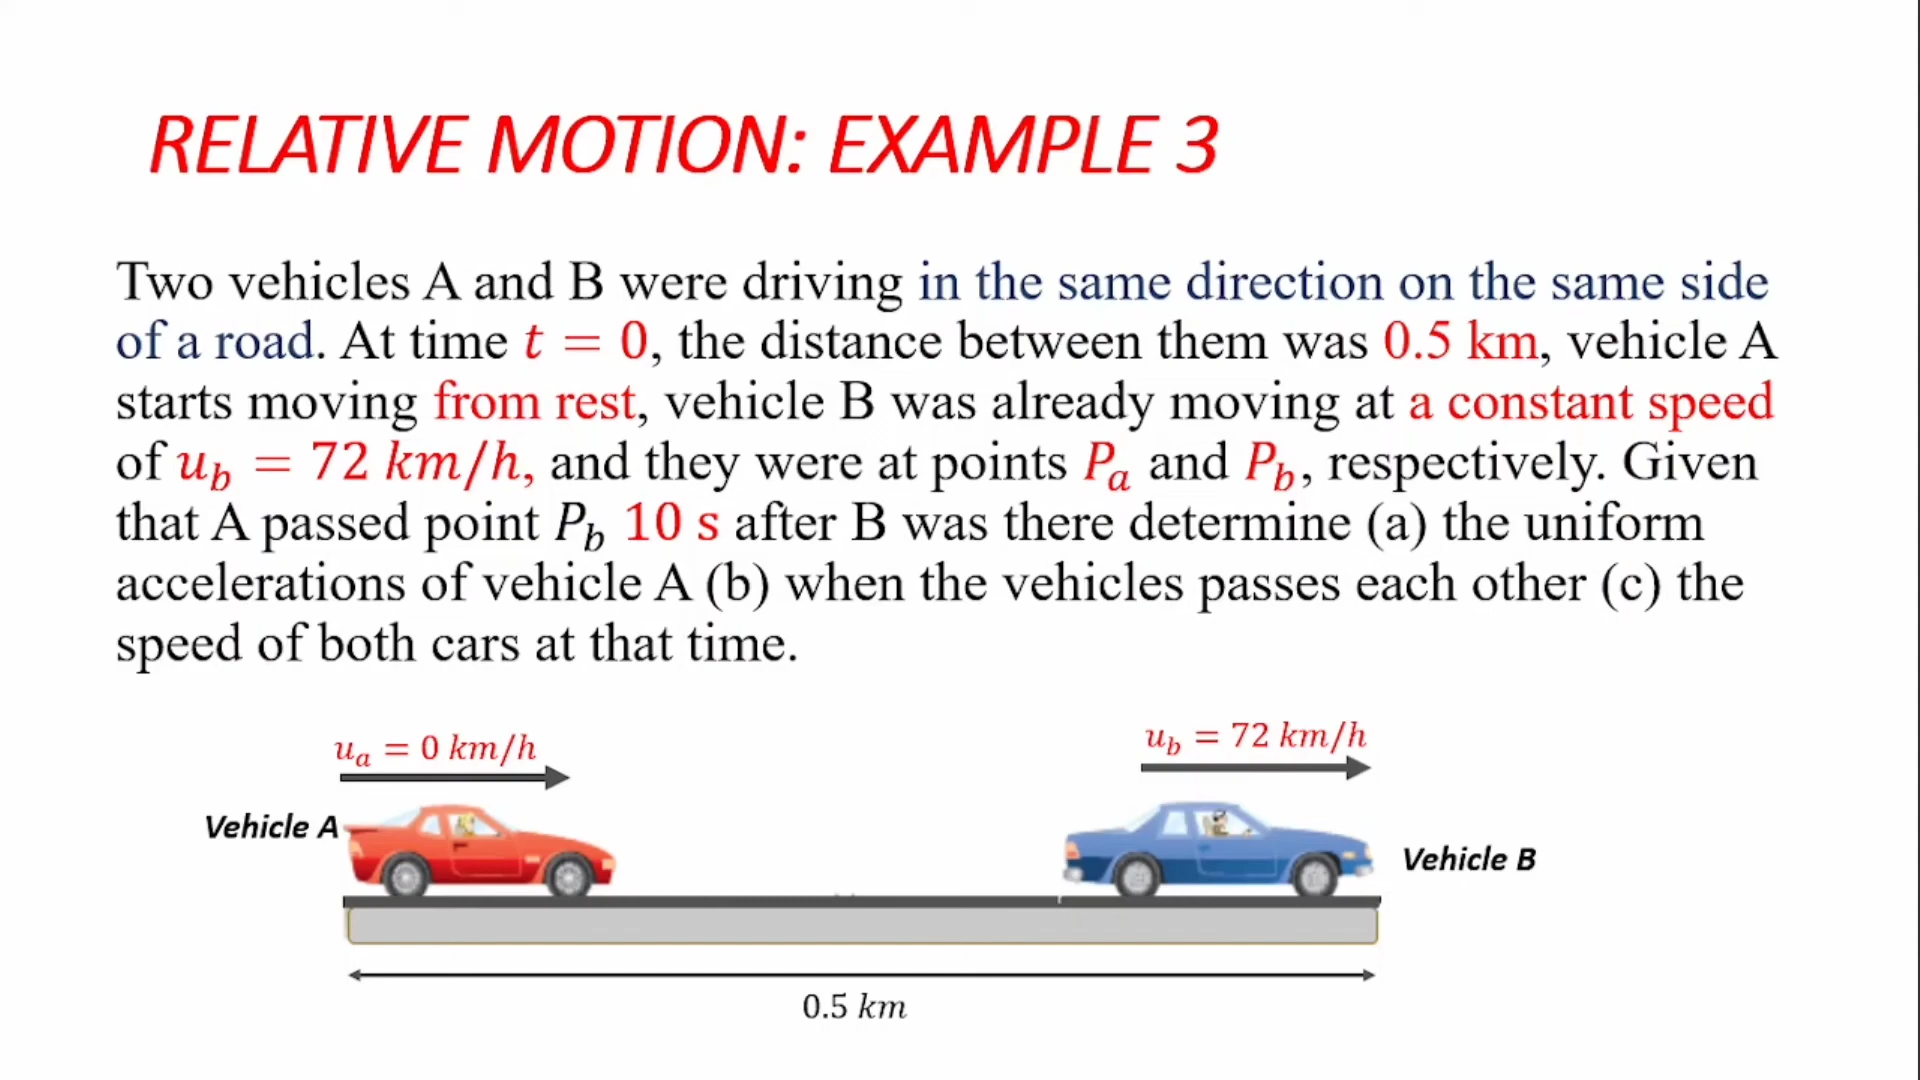 RELATIVE MOTION: EXAMPLE 3
Two vehicles A and B were driving in the same direction on the same side
of a road. At time t = 0, the distance between them was 0.5 km, vehicle A
starts moving from rest, vehicle B was already moving at a constant speed
of u_b = 72 km/h, and they were at points P_a and P_b, respectively. Given
that A passed point P_b 10 s after B was there determine (a) the uniform
accelerations of vehicle A (b) when the vehicles passes each other (c) the
speed of both cars at that time.
u_a = 0 km/h
u_b = 72 km/h
Vehicle A
Vehicle B
0.5 km